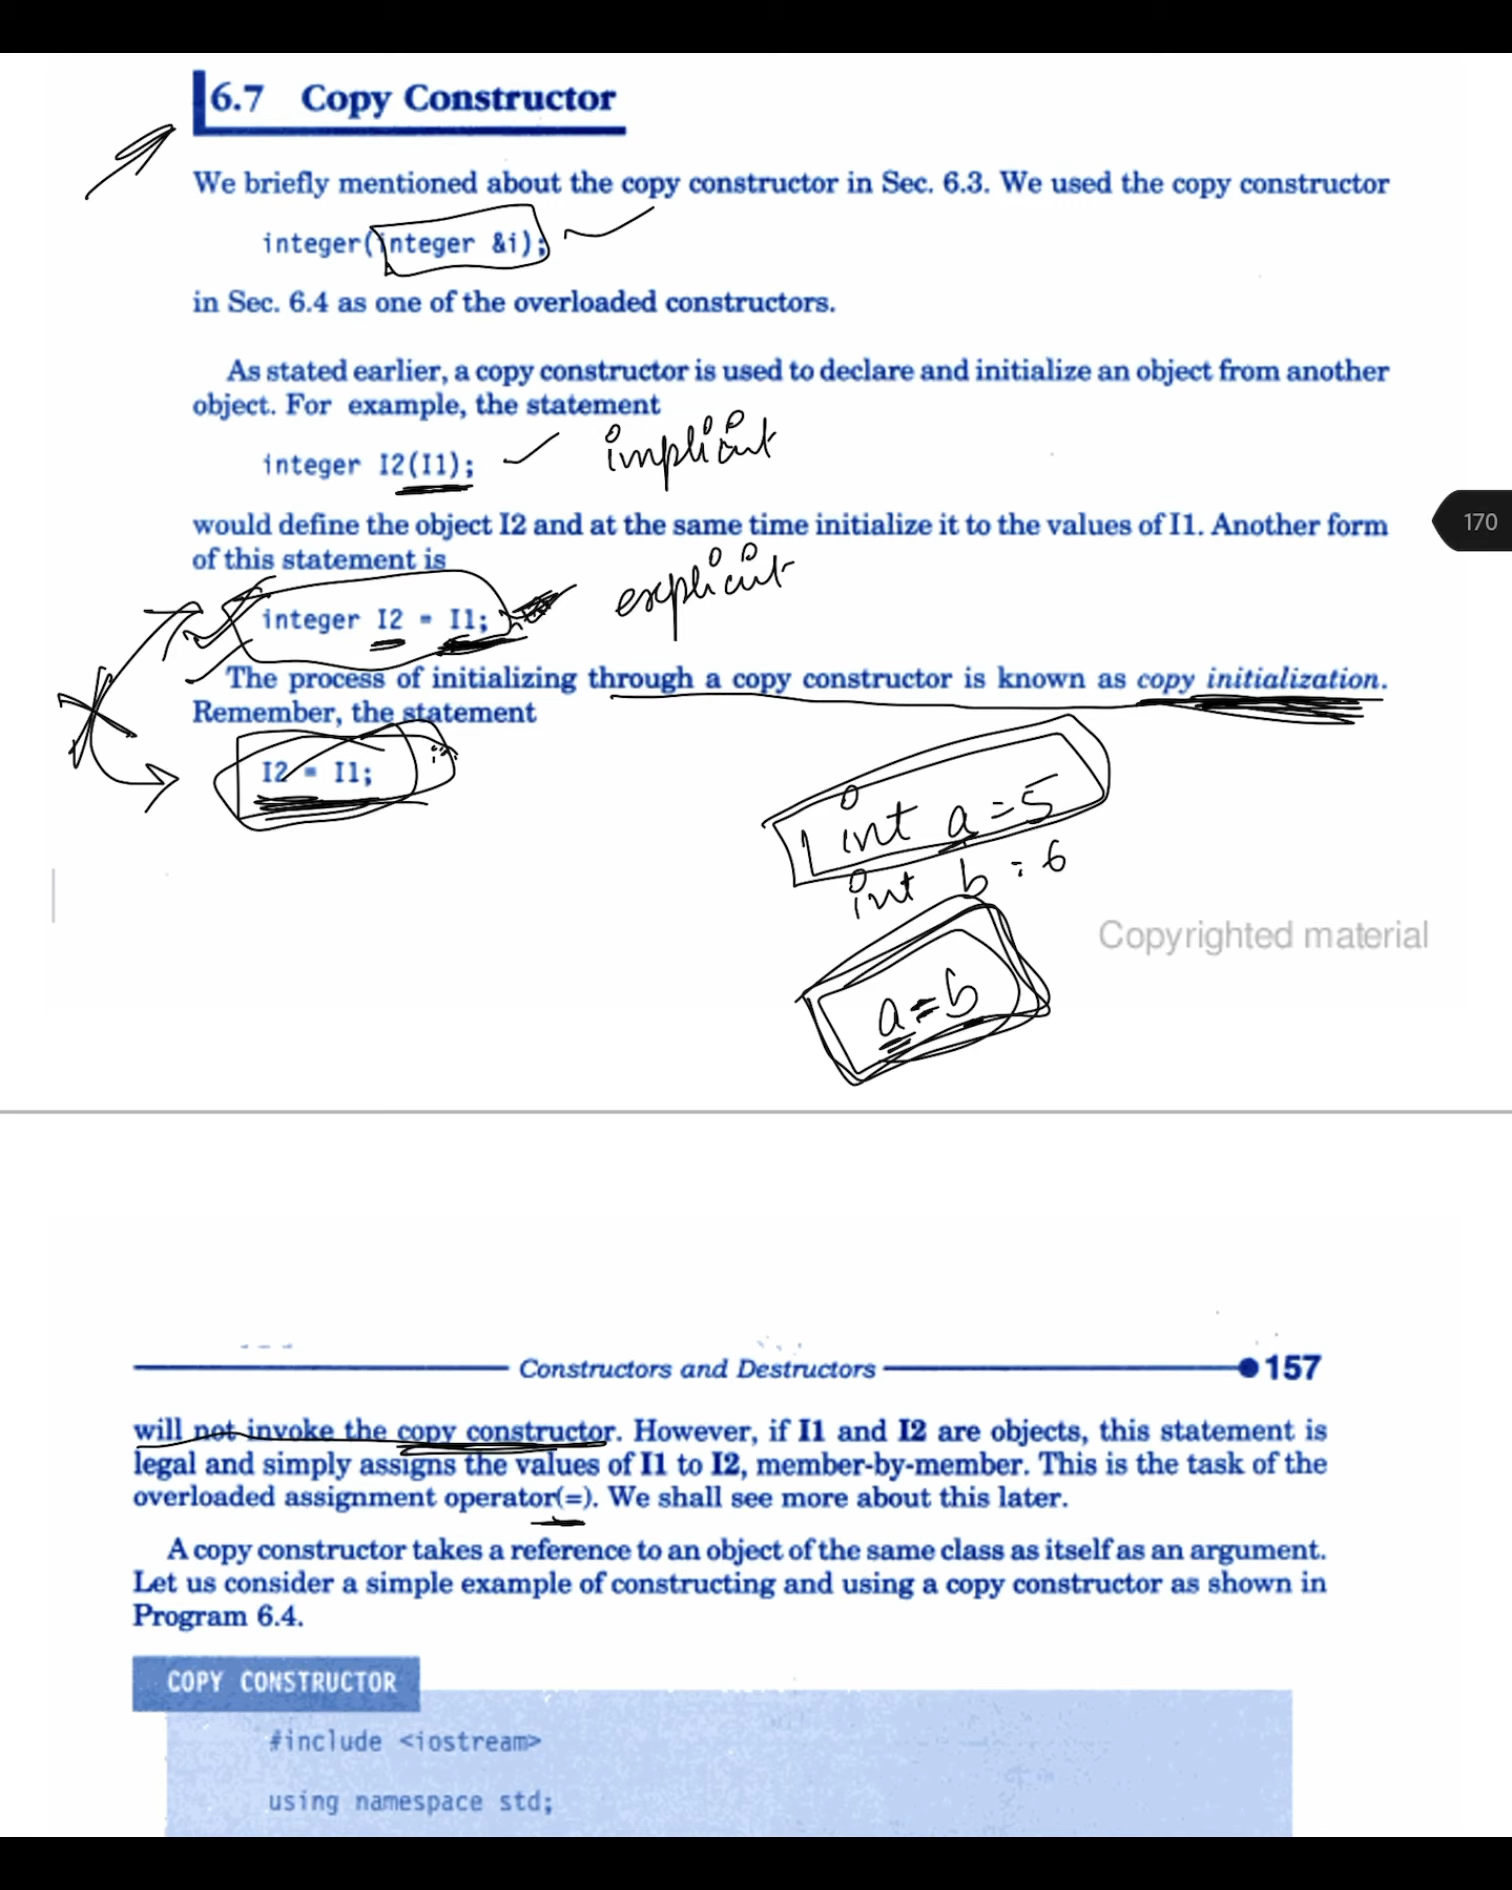 6.7 Copy Constructor
We briefly mentioned about the copy constructor in Sec. 6.3. We used the copy constructor
integer(integer &i);
in Sec. 6.4 as one of the overloaded constructors.
As stated earlier, a copy constructor is used to declare and initialize an object from another
object. For example, the statement
implicit
integer I2(I1);
would define the object I2 and at the same time initialize it to the values of I1. Another form
170
of this statement is
explicit
integer I2 = I1;
The process of initializing through a copy constructor is known as copy initialization.
Remember, the statement
I2 = I1;
int a = 5
int b = 6
Copyrighted material
a = b
Constructors and Destructors 157
will not invoke the copy constructor. However, if I1 and I2 are objects, this statement is
legal and simply assigns the values of I1 to I2, member-by-member. This is the task of the
overloaded assignment operator(=). We shall see more about this later.
A copy constructor takes a reference to an object of the same class as itself as an argument.
Let us consider a simple example of constructing and using a copy constructor as shown in
Program 6.4.
COPY CONSTRUCTOR
#include <iostream>
using namespace std;